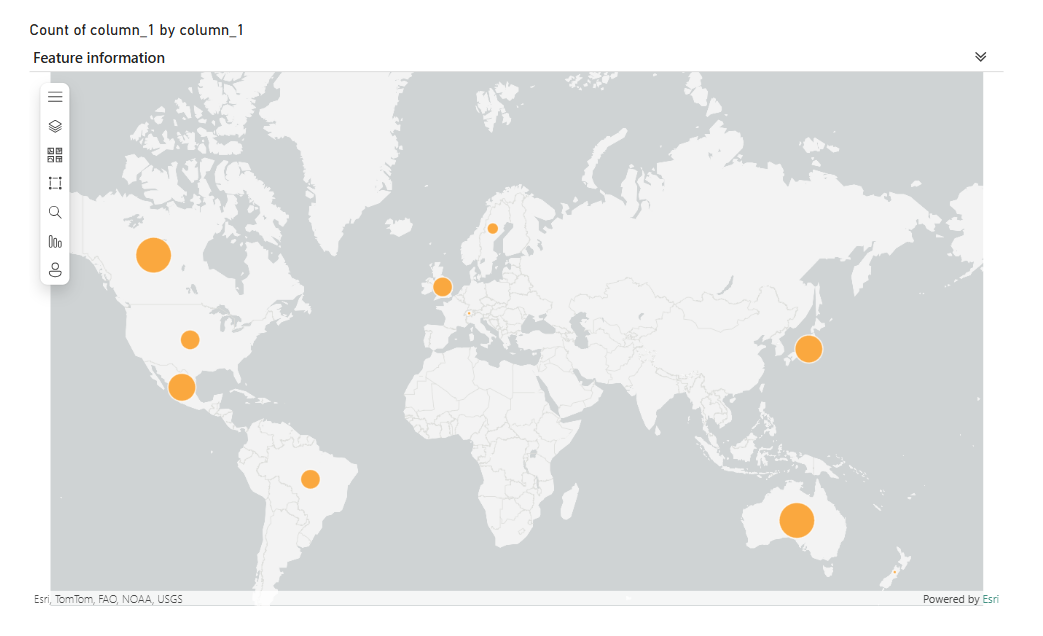 Count of column_1 by column_1
Feature information
Esri, TomTom, FAO, NOAA, USGS
Powered by Esri